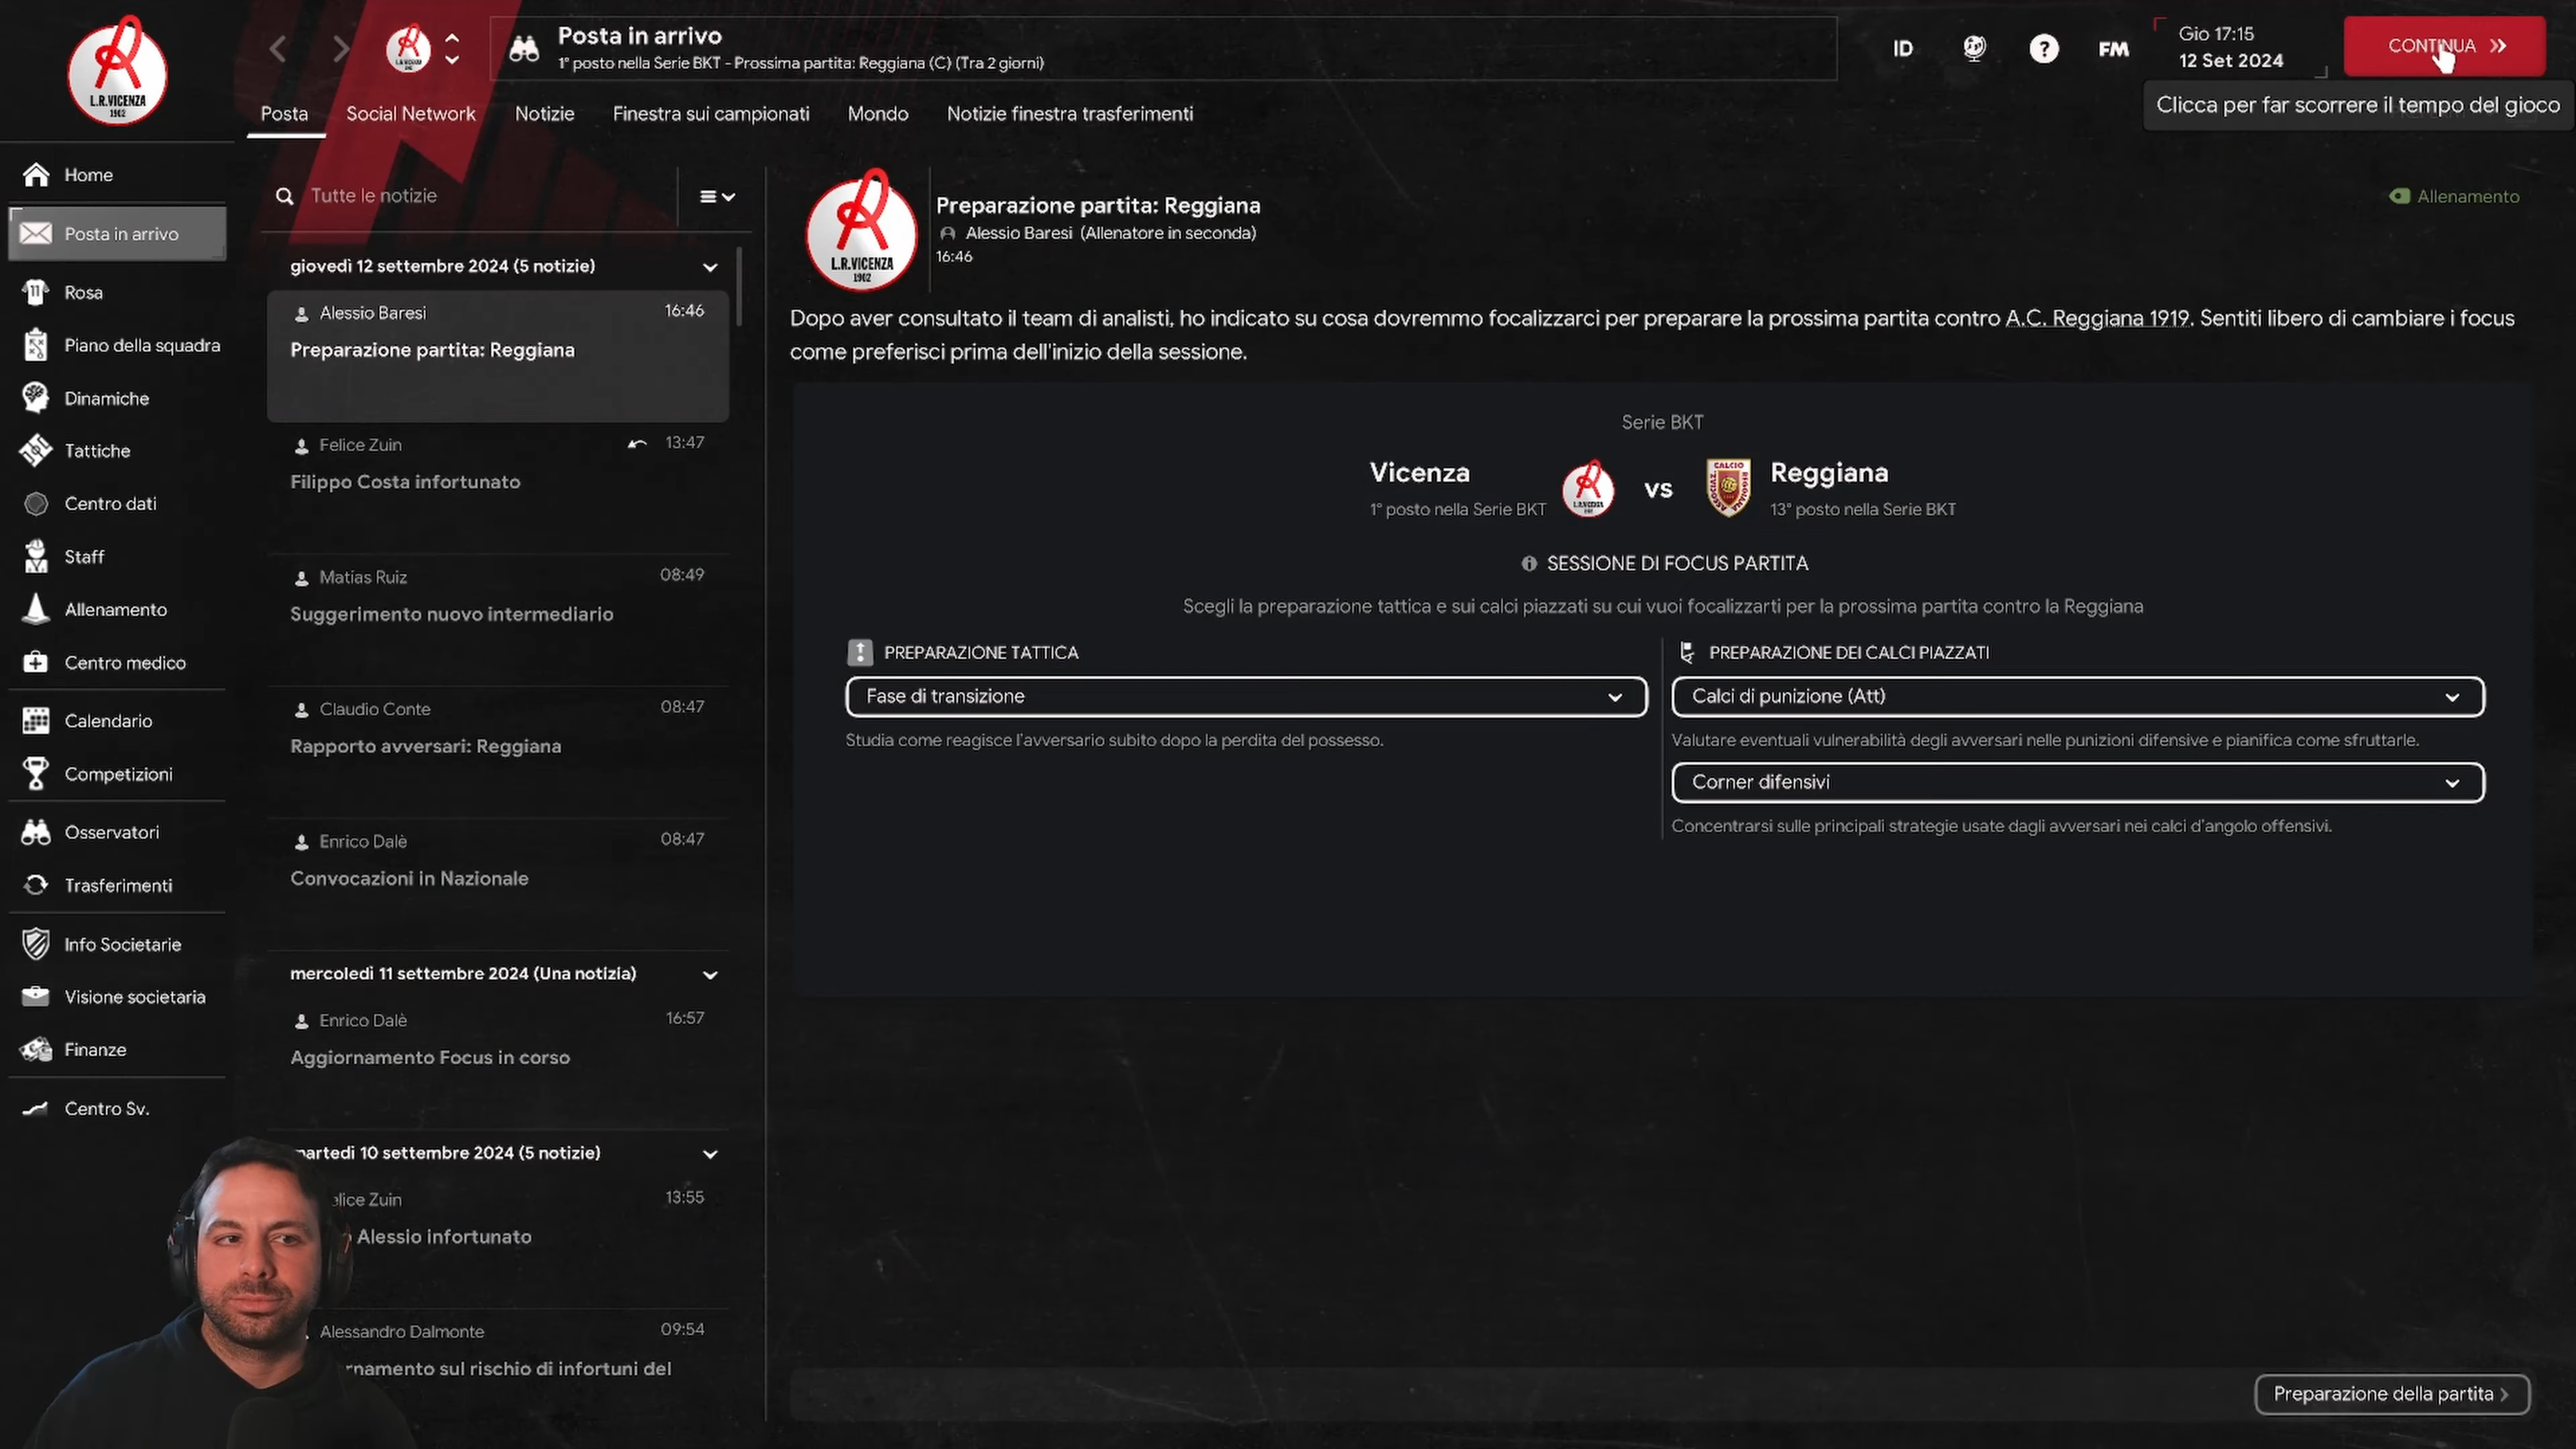 L.R.VICENZA
1902
Posta in arrivo
1° posto nella Serie BKT - Prossima partita: Reggiana (C) (Tra 2 giorni)
ID
FM
Gio 17:15
12 Set 2024
CONTINUA
Clicca per far scorrere il tempo del gioco
Posta
Social Network
Notizie
Finestra sui campionati
Mondo
Notizie finestra trasferimenti
Home
Posta in arrivo
Rosa
Piano della squadra
Dinamiche
Tattiche
Centro dati
Staff
Allenamento
Centro medico
Calendario
Competizioni
Osservatori
Trasferimenti
Info Societarie
Visione societaria
Finanze
Centro Sv.
Tutte le notizie
giovedì 12 settembre 2024 (5 notizie)
Alessio Baresi 16:46
Preparazione partita: Reggiana
Felice Zuin 13:47
Filippo Costa infortunato
Matias Ruiz 08:49
Suggerimento nuovo intermediario
Claudio Conte 08:47
Rapporto avversari: Reggiana
Enrico Dalè 08:47
Convocazioni in Nazionale
mercoledì 11 settembre 2024 (Una notizia)
Enrico Dalè 16:57
Aggiornamento Focus in corso
martedì 10 settembre 2024 (5 notizie)
elice Zuin 13:55
Alessio infortunato
Alessandro Dalmonte 09:54
rnamento sul rischio di infortuni del
L.R.VICENZA
1902
Preparazione partita: Reggiana
Alessio Baresi (Allenatore in seconda)
16:46
Allenamento
Dopo aver consultato il team di analisti, ho indicato su cosa dovremmo focalizzarci per preparare la prossima partita contro A.C. Reggiana 1919. Sentiti libero di cambiare i focus
come preferisci prima dell'inizio della sessione.
Serie BKT
Vicenza
1° posto nella Serie BKT
vs
Reggiana
13° posto nella Serie BKT
SESSIONE DI FOCUS PARTITA
Scegli la preparazione tattica e sui calci piazzati su cui vuoi focalizzarti per la prossima partita contro la Reggiana
PREPARAZIONE TATTICA
Fase di transizione
Studia come reagisce l'avversario subito dopo la perdita del possesso.
PREPARAZIONE DEI CALCI PIAZZATI
Calci di punizione (Att)
Valutare eventuali vulnerabilità degli avversari nelle punizioni difensive e pianifica come sfruttarle.
Corner difensivi
Concentrarsi sulle principali strategie usate dagli avversari nei calci d'angolo offensivi.
Preparazione della partita